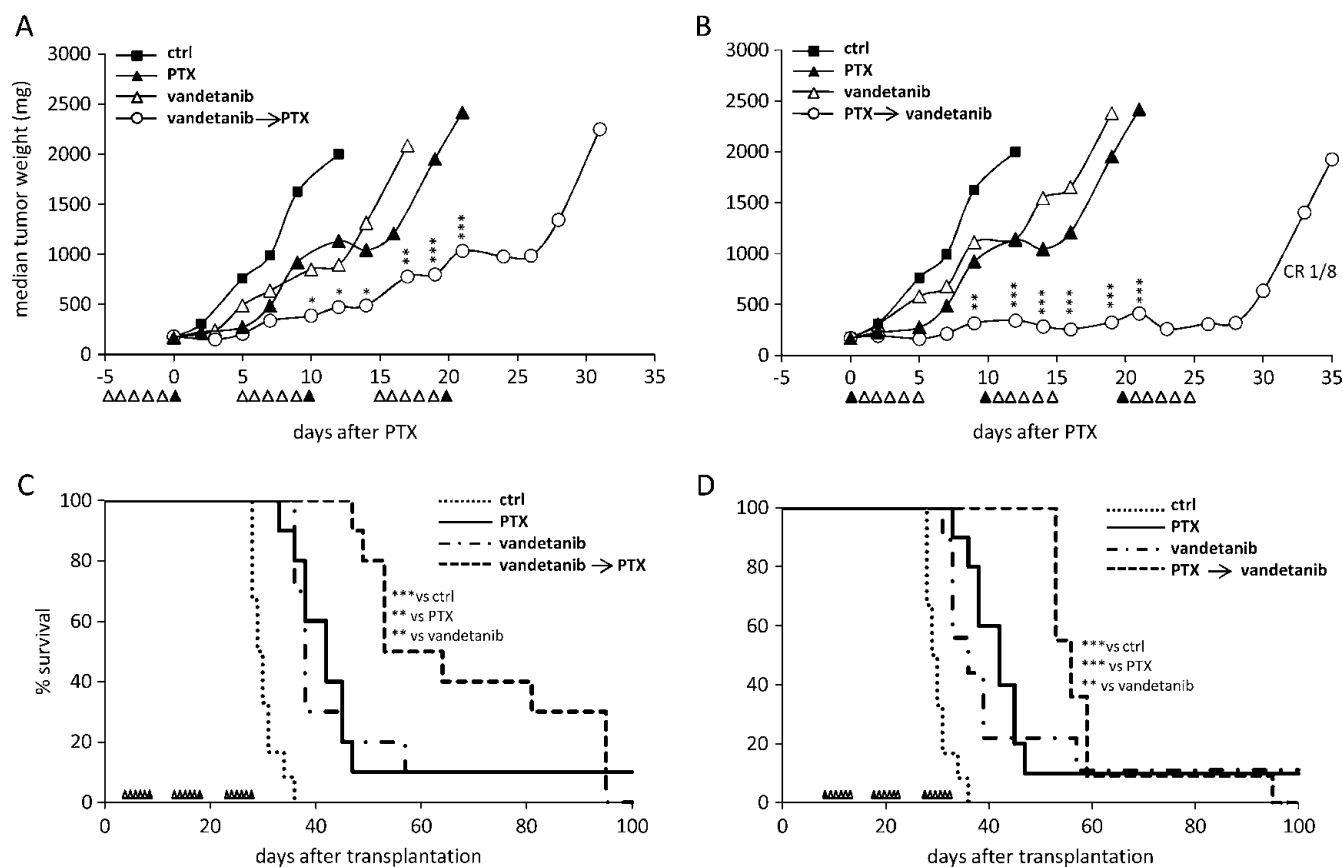 A
3000
2500
2000
1500
1000
500
0
median tumor weight (mg)
ctrl
PTX
vandetanib
vandetanib → PTX
*
*
*
**
***
***
-5 0 5 10 15 20 25 30 35
days after PTX
B
3000
2500
2000
1500
1000
500
0
ctrl
PTX
vandetanib
PTX → vandetanib
**
***
***
***
***
***
CR 1/8
-5 0 5 10 15 20 25 30 35
days after PTX
C
100
80
60
40
20
0
% survival
ctrl
PTX
vandetanib
vandetanib → PTX
***vs ctrl
** vs PTX
** vs vandetanib
0 20 40 60 80 100
days after transplantation
D
100
80
60
40
20
0
ctrl
PTX
vandetanib
PTX → vandetanib
***vs ctrl
*** vs PTX
** vs vandetanib
0 20 40 60 80 100
days after transplantation